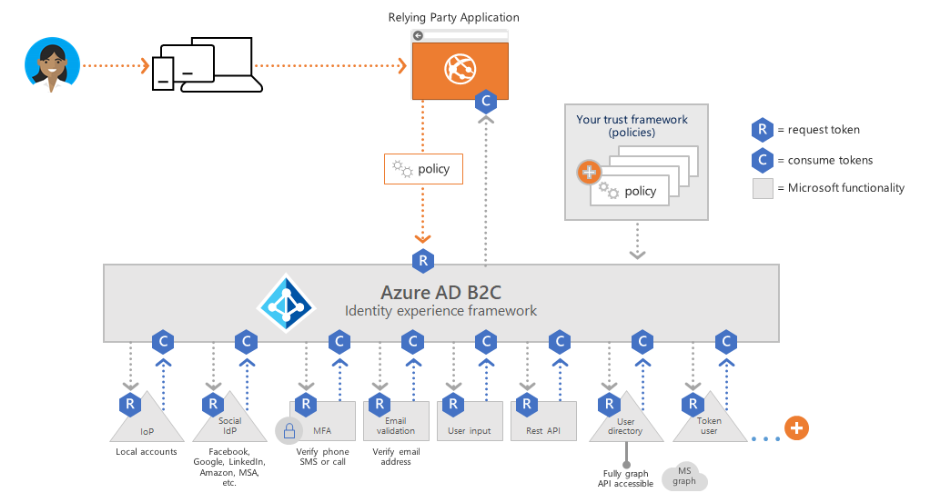 Relying Party Application
C
Your trust framework
(policies)
policy
policy
R = request token
C = consume tokens
= Microsoft functionality
R
Azure AD B2C
Identity experience framework
C C C C C C C C
R R R R R R R R
IoP
Social
IdP
MFA
Email
validation
User input
Rest API
User
directory
Token
user
Local accounts
Facebook,
Google, LinkedIn,
Amazon, MSA,
etc.
Verify phone
SMS or call
Verify email
address
Fully graph
API accessible
MS
graph